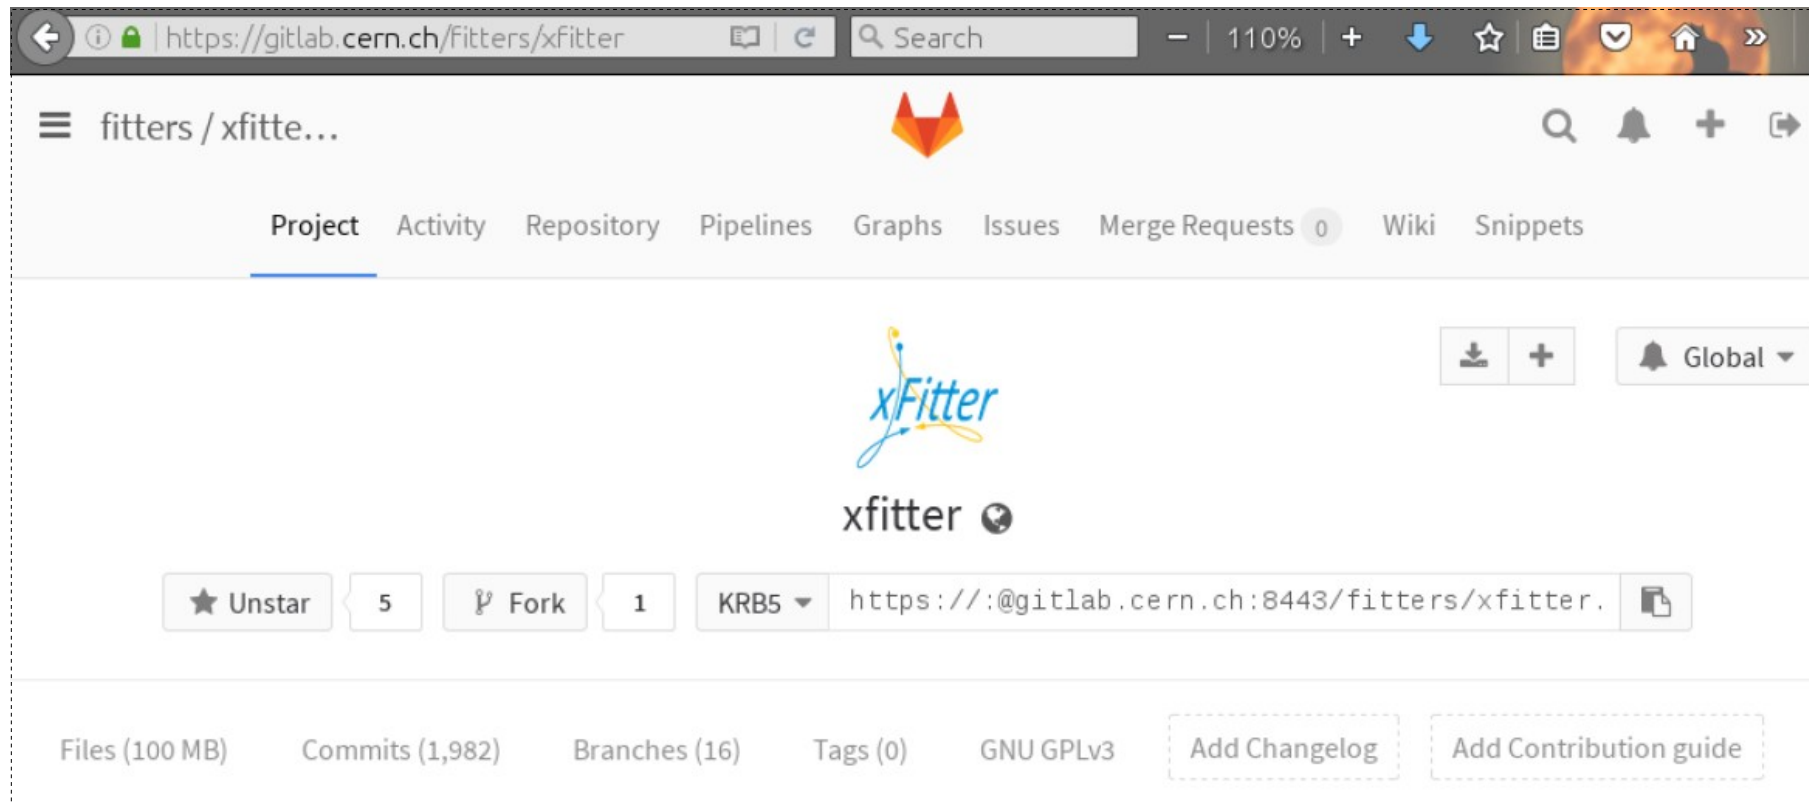 https://gitlab.cern.ch/fitters/xfitter Search 110%
fitters / xfitte...
Project Activity Repository Pipelines Graphs Issues Merge Requests 0 Wiki Snippets
Global
xFitter
xfitter
Unstar 5 Fork 1 KRB5 https://:@gitlab.cern.ch:8443/fitters/xfitter.
Files (100 MB) Commits (1,982) Branches (16) Tags (0) GNU GPLv3 Add Changelog Add Contribution guide